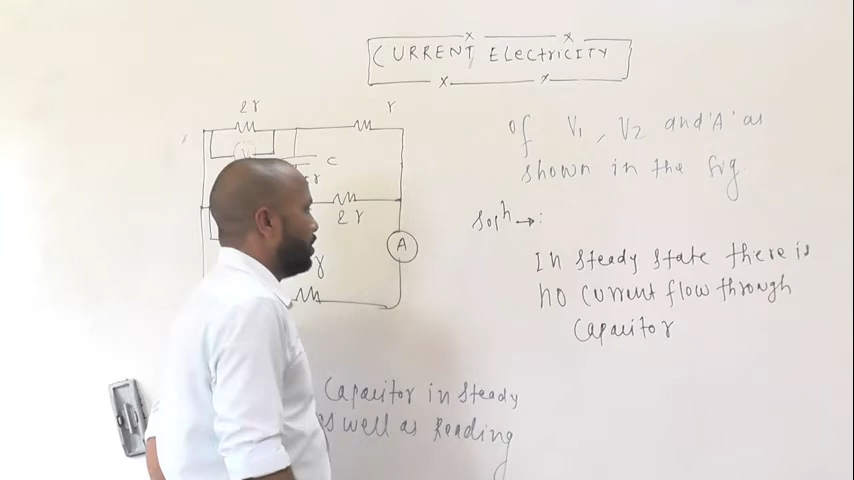 CURRENT ELECTRICITY
2r
r
C
r
2r
A
r
Capacitor in steady
as well as Reading
of V1, V2 and 'A' as
shown in the fig
Sol^n →:
In steady state there is
no current flow through
Capacitor